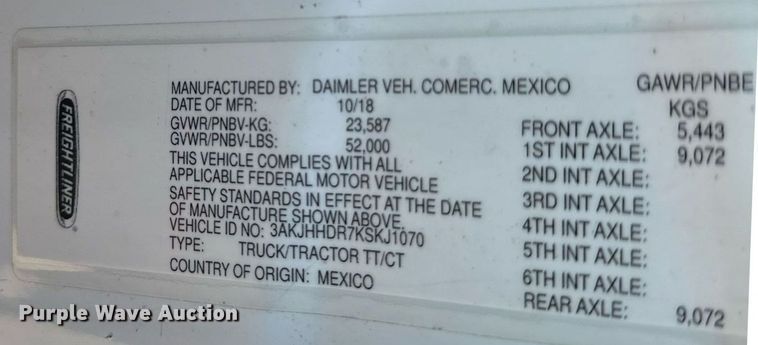 FREIGHTLINER
MANUFACTURED BY: DAIMLER VEH. COMERC. MEXICO
DATE OF MFR: 10/18
GVWR/PNBV-KG: 23,587
GVWR/PNBV-LBS: 52,000
THIS VEHICLE COMPLIES WITH ALL
APPLICABLE FEDERAL MOTOR VEHICLE
SAFETY STANDARDS IN EFFECT AT THE DATE
OF MANUFACTURE SHOWN ABOVE.
VEHICLE ID NO: 3AKJHHDR7KSKJ1070
TYPE: TRUCK/TRACTOR TT/CT
COUNTRY OF ORIGIN: MEXICO
GAWR/PNBE
KGS
FRONT AXLE: 5,443
1ST INT AXLE: 9,072
2ND INT AXLE:
3RD INT AXLE:
4TH INT AXLE:
5TH INT AXLE:
6TH INT AXLE:
REAR AXLE: 9,072
Purple Wave Auction